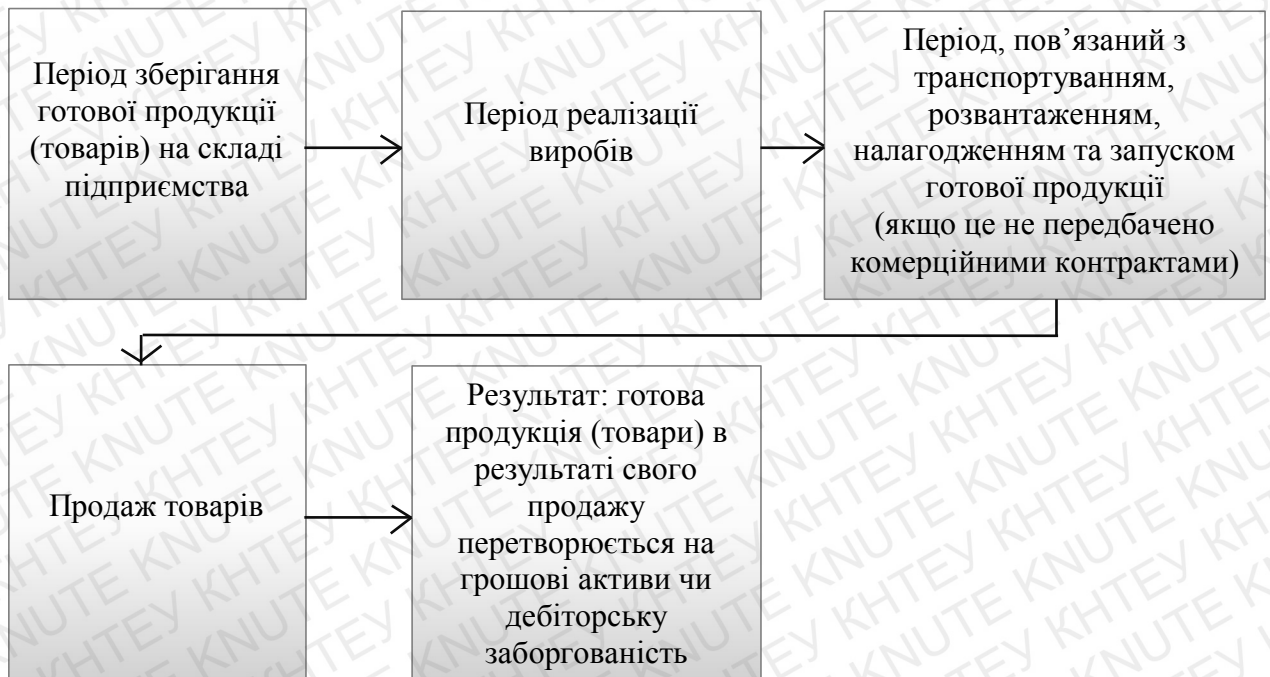 Період зберігання
готової продукції
(товарів) на складі
підприємства
Період реалізації
виробів
Період, пов’язаний з
транспортуванням,
розвантаженням,
налагодженням та запуском
готової продукції
(якщо це не передбачено
комерційними контрактами)
Продаж товарів
Результат: готова
продукція (товари) в
результаті свого
продажу
перетворюється на
грошові активи чи
дебіторську
заборгованість